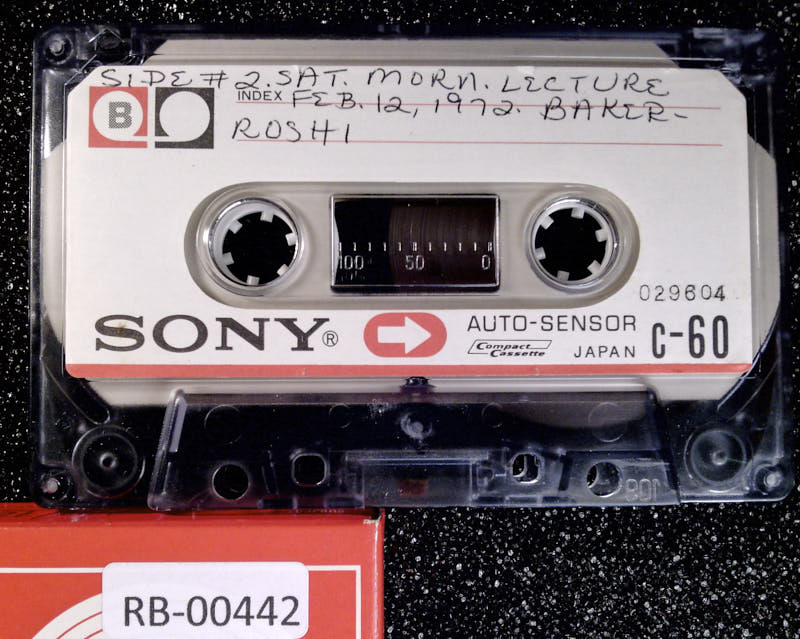 SIDE # 2. SAT. MORN. LECTURE
B INDEX FEB. 12, 1972. BAKER-
ROSHI
100 50 0
029604
SONY® AUTO-SENSOR C-60
Compact Cassette JAPAN
108
RB-00442